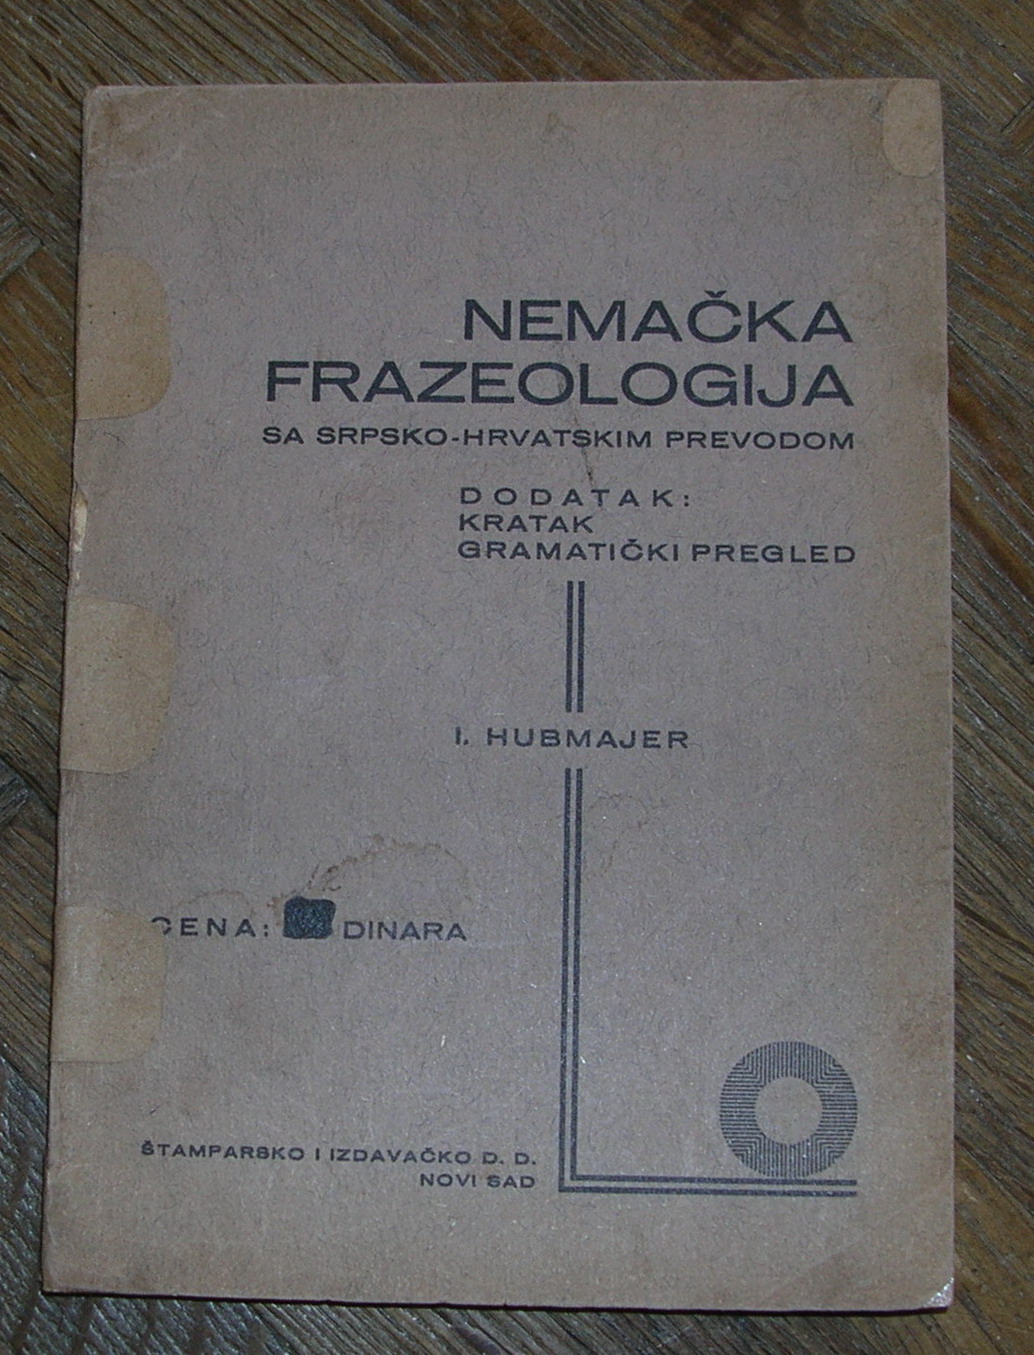 NEMAČKA
FRAZEOLOGIJA
SA SRPSKO-HRVATSKIM PREVODOM
DODATAK:
KRATAK
GRAMATIČKI PREGLED
I. HUBMAJER
CENA: DINARA
ŠTAMPARSKO I IZDAVAČKO D. D.
NOVI SAD